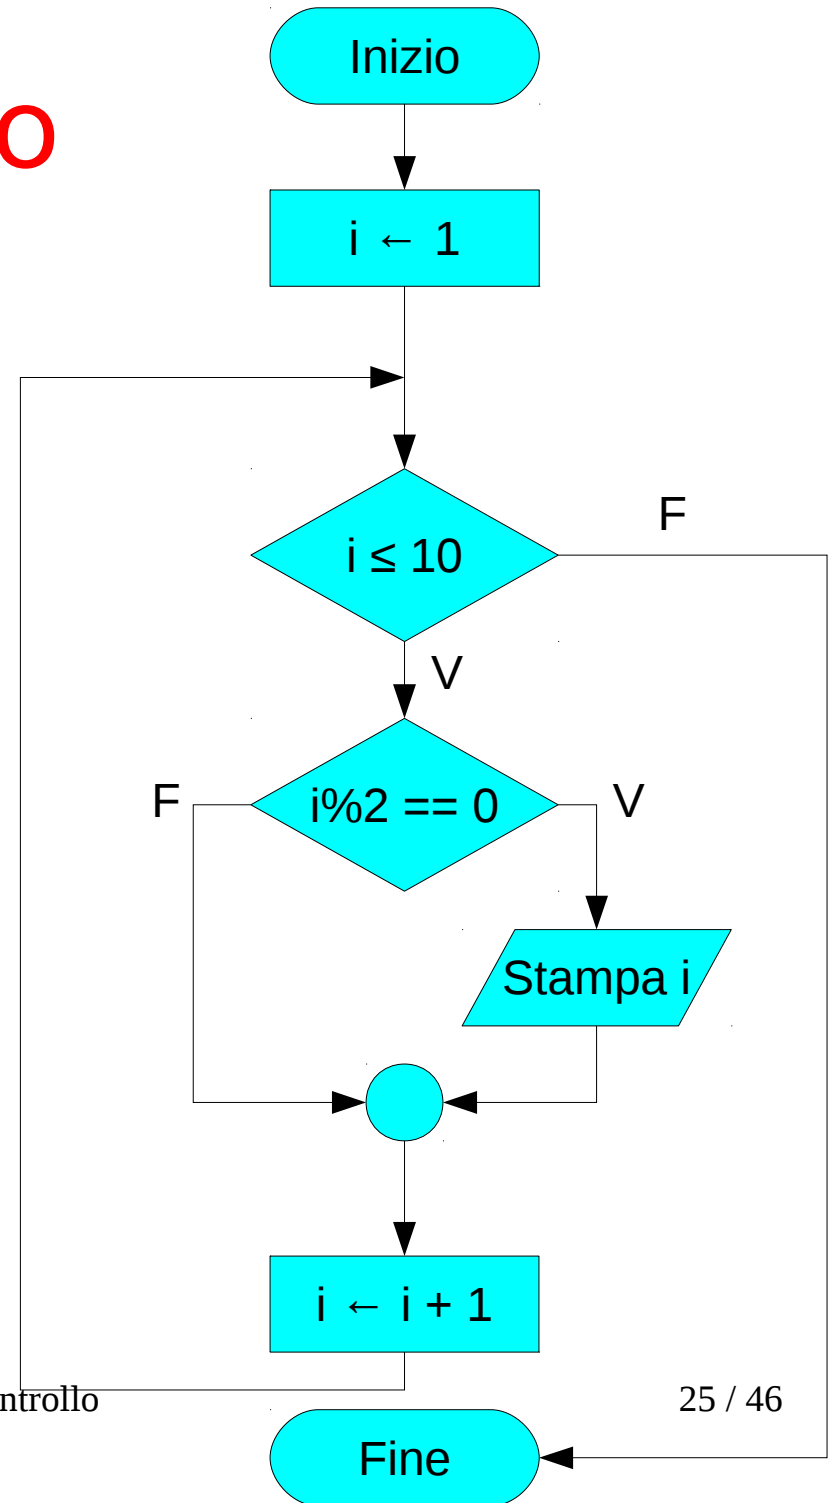 Inizio
o
i ← 1
i ≤ 10
F
V
i%2 == 0
F
V
Stampa i
i ← i + 1
ntrollo
25 / 46
Fine